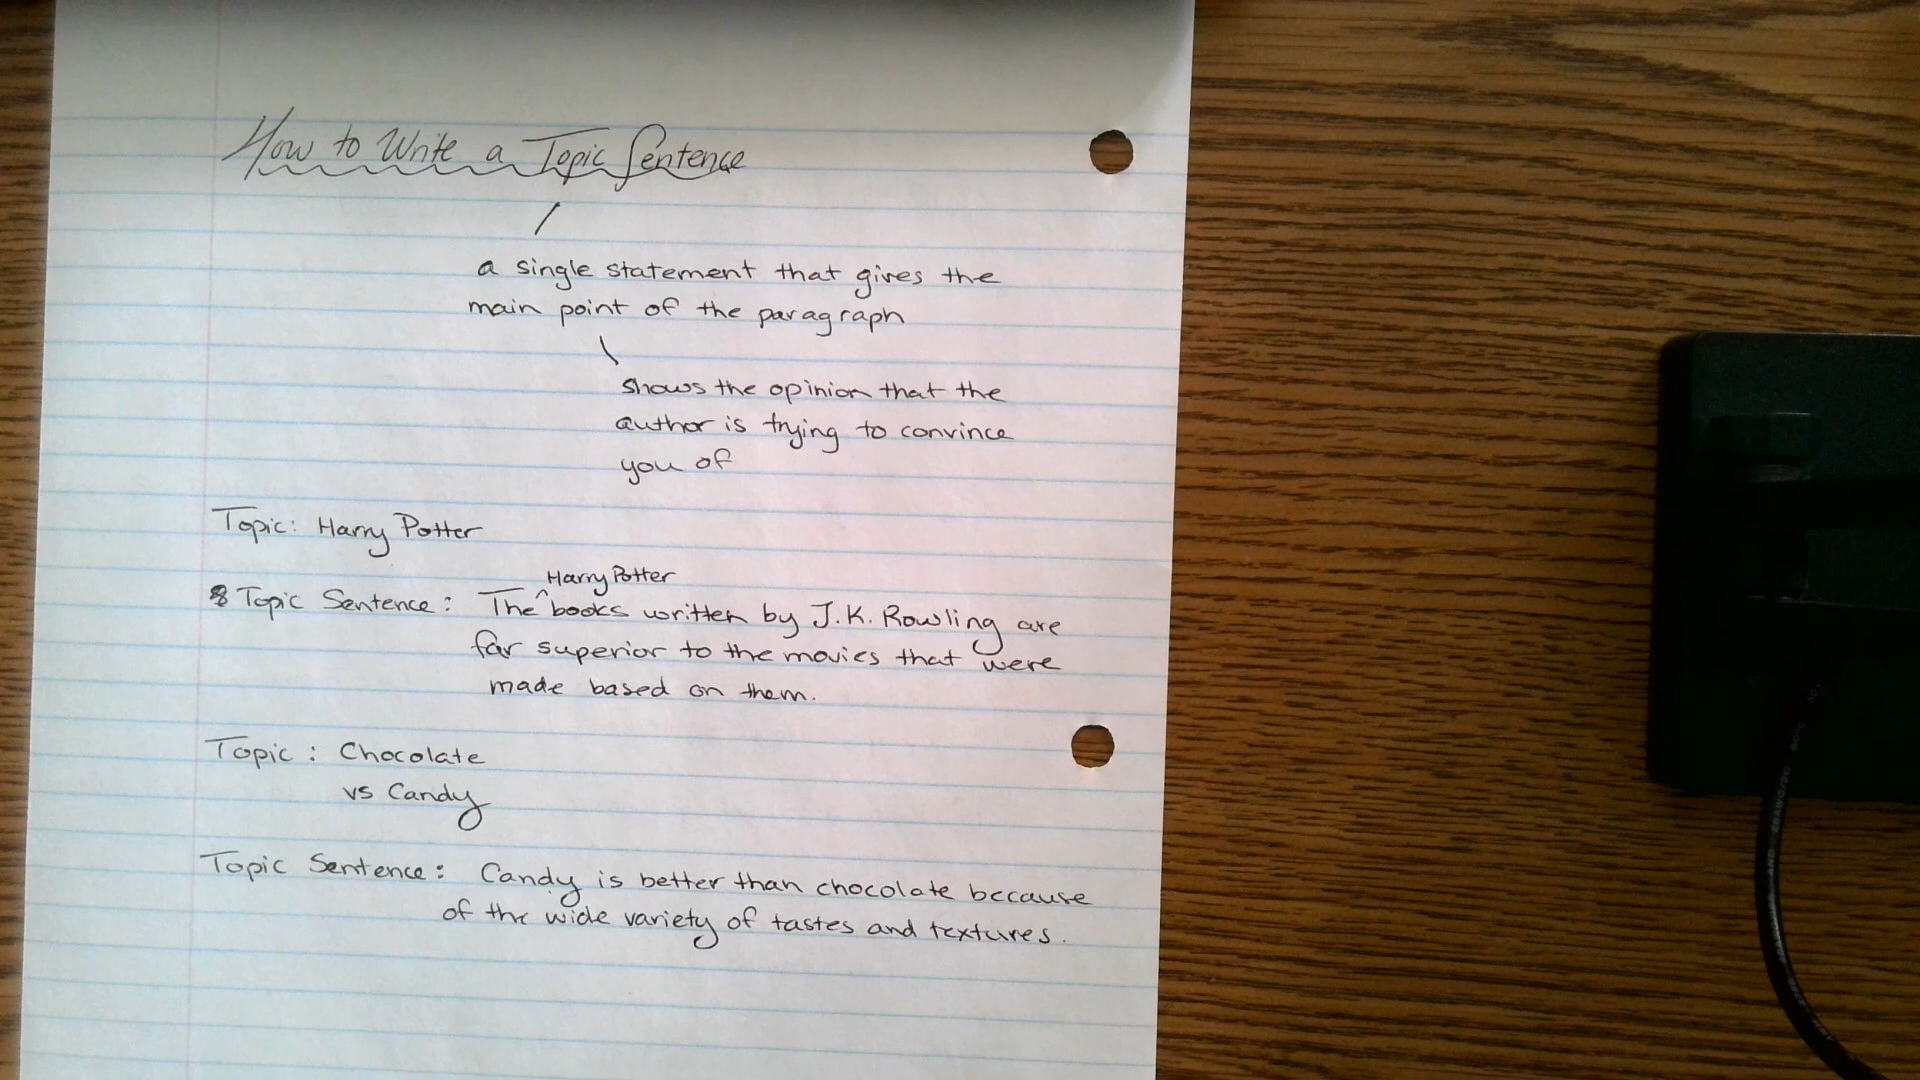 How to Write a Topic Sentence
a single statement that gives the
main point of the paragraph
shows the opinion that the
author is trying to convince
you of
Topic: Harry Potter
Harry Potter
Topic Sentence: The ^ books written by J.K. Rowling are
far superior to the movies that were
made based on them.
Topic: Chocolate
vs Candy
Topic Sentence: Candy is better than chocolate because
of the wide variety of tastes and textures.